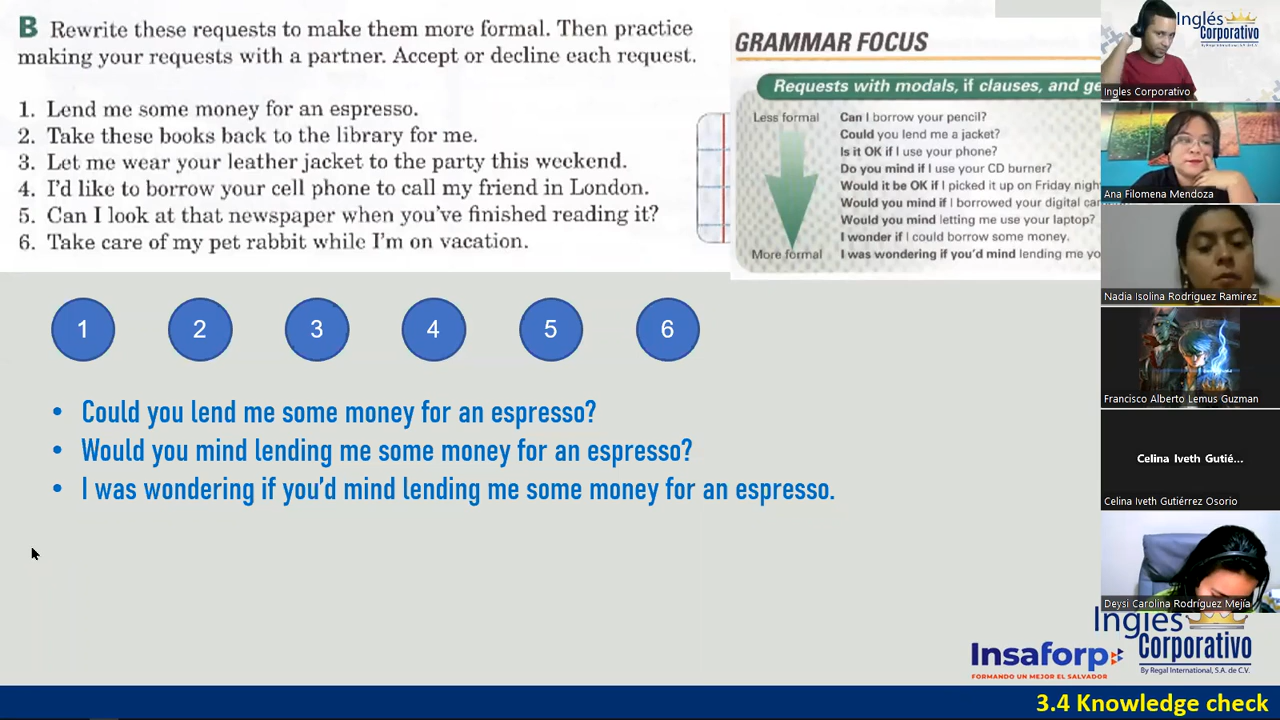 B Rewrite these requests to make them more formal. Then practice
making your requests with a partner. Accept or decline each request.
1. Lend me some money for an espresso.
2. Take these books back to the library for me.
3. Let me wear your leather jacket to the party this weekend.
4. I'd like to borrow your cell phone to call my friend in London.
5. Can I look at that newspaper when you've finished reading it?
6. Take care of my pet rabbit while I'm on vacation.
GRAMMAR FOCUS
Requests with modals, if clauses, and ge
Less formal
Can I borrow your pencil?
Could you lend me a jacket?
Is it OK if I use your phone?
Do you mind if I use your CD burner?
Would it be OK if I picked it up on Friday nigh
Would you mind if I borrowed your digital ca
Would you mind letting me use your laptop?
I wonder if I could borrow some money.
More formal
I was wondering if you'd mind lending me yo
1 2 3 4 5 6
• Could you lend me some money for an espresso?
• Would you mind lending me some money for an espresso?
• I was wondering if you'd mind lending me some money for an espresso.
Inglés
Corporativo
By Regal International, S.A. de C.V.
Ingles Corporativo
Ana Filomena Mendoza
Nadia Isolina Rodriguez Ramirez
Francisco Alberto Lemus Guzman
Celina Iveth Gutié...
Celina Iveth Gutiérrez Osorio
Deysi Carolina Rodríguez Mejía
Insaforp
FORMANDO UN MEJOR EL SALVADOR
Inglés
Corporativo
By Regal International, S.A. de C.V.
3.4 Knowledge check